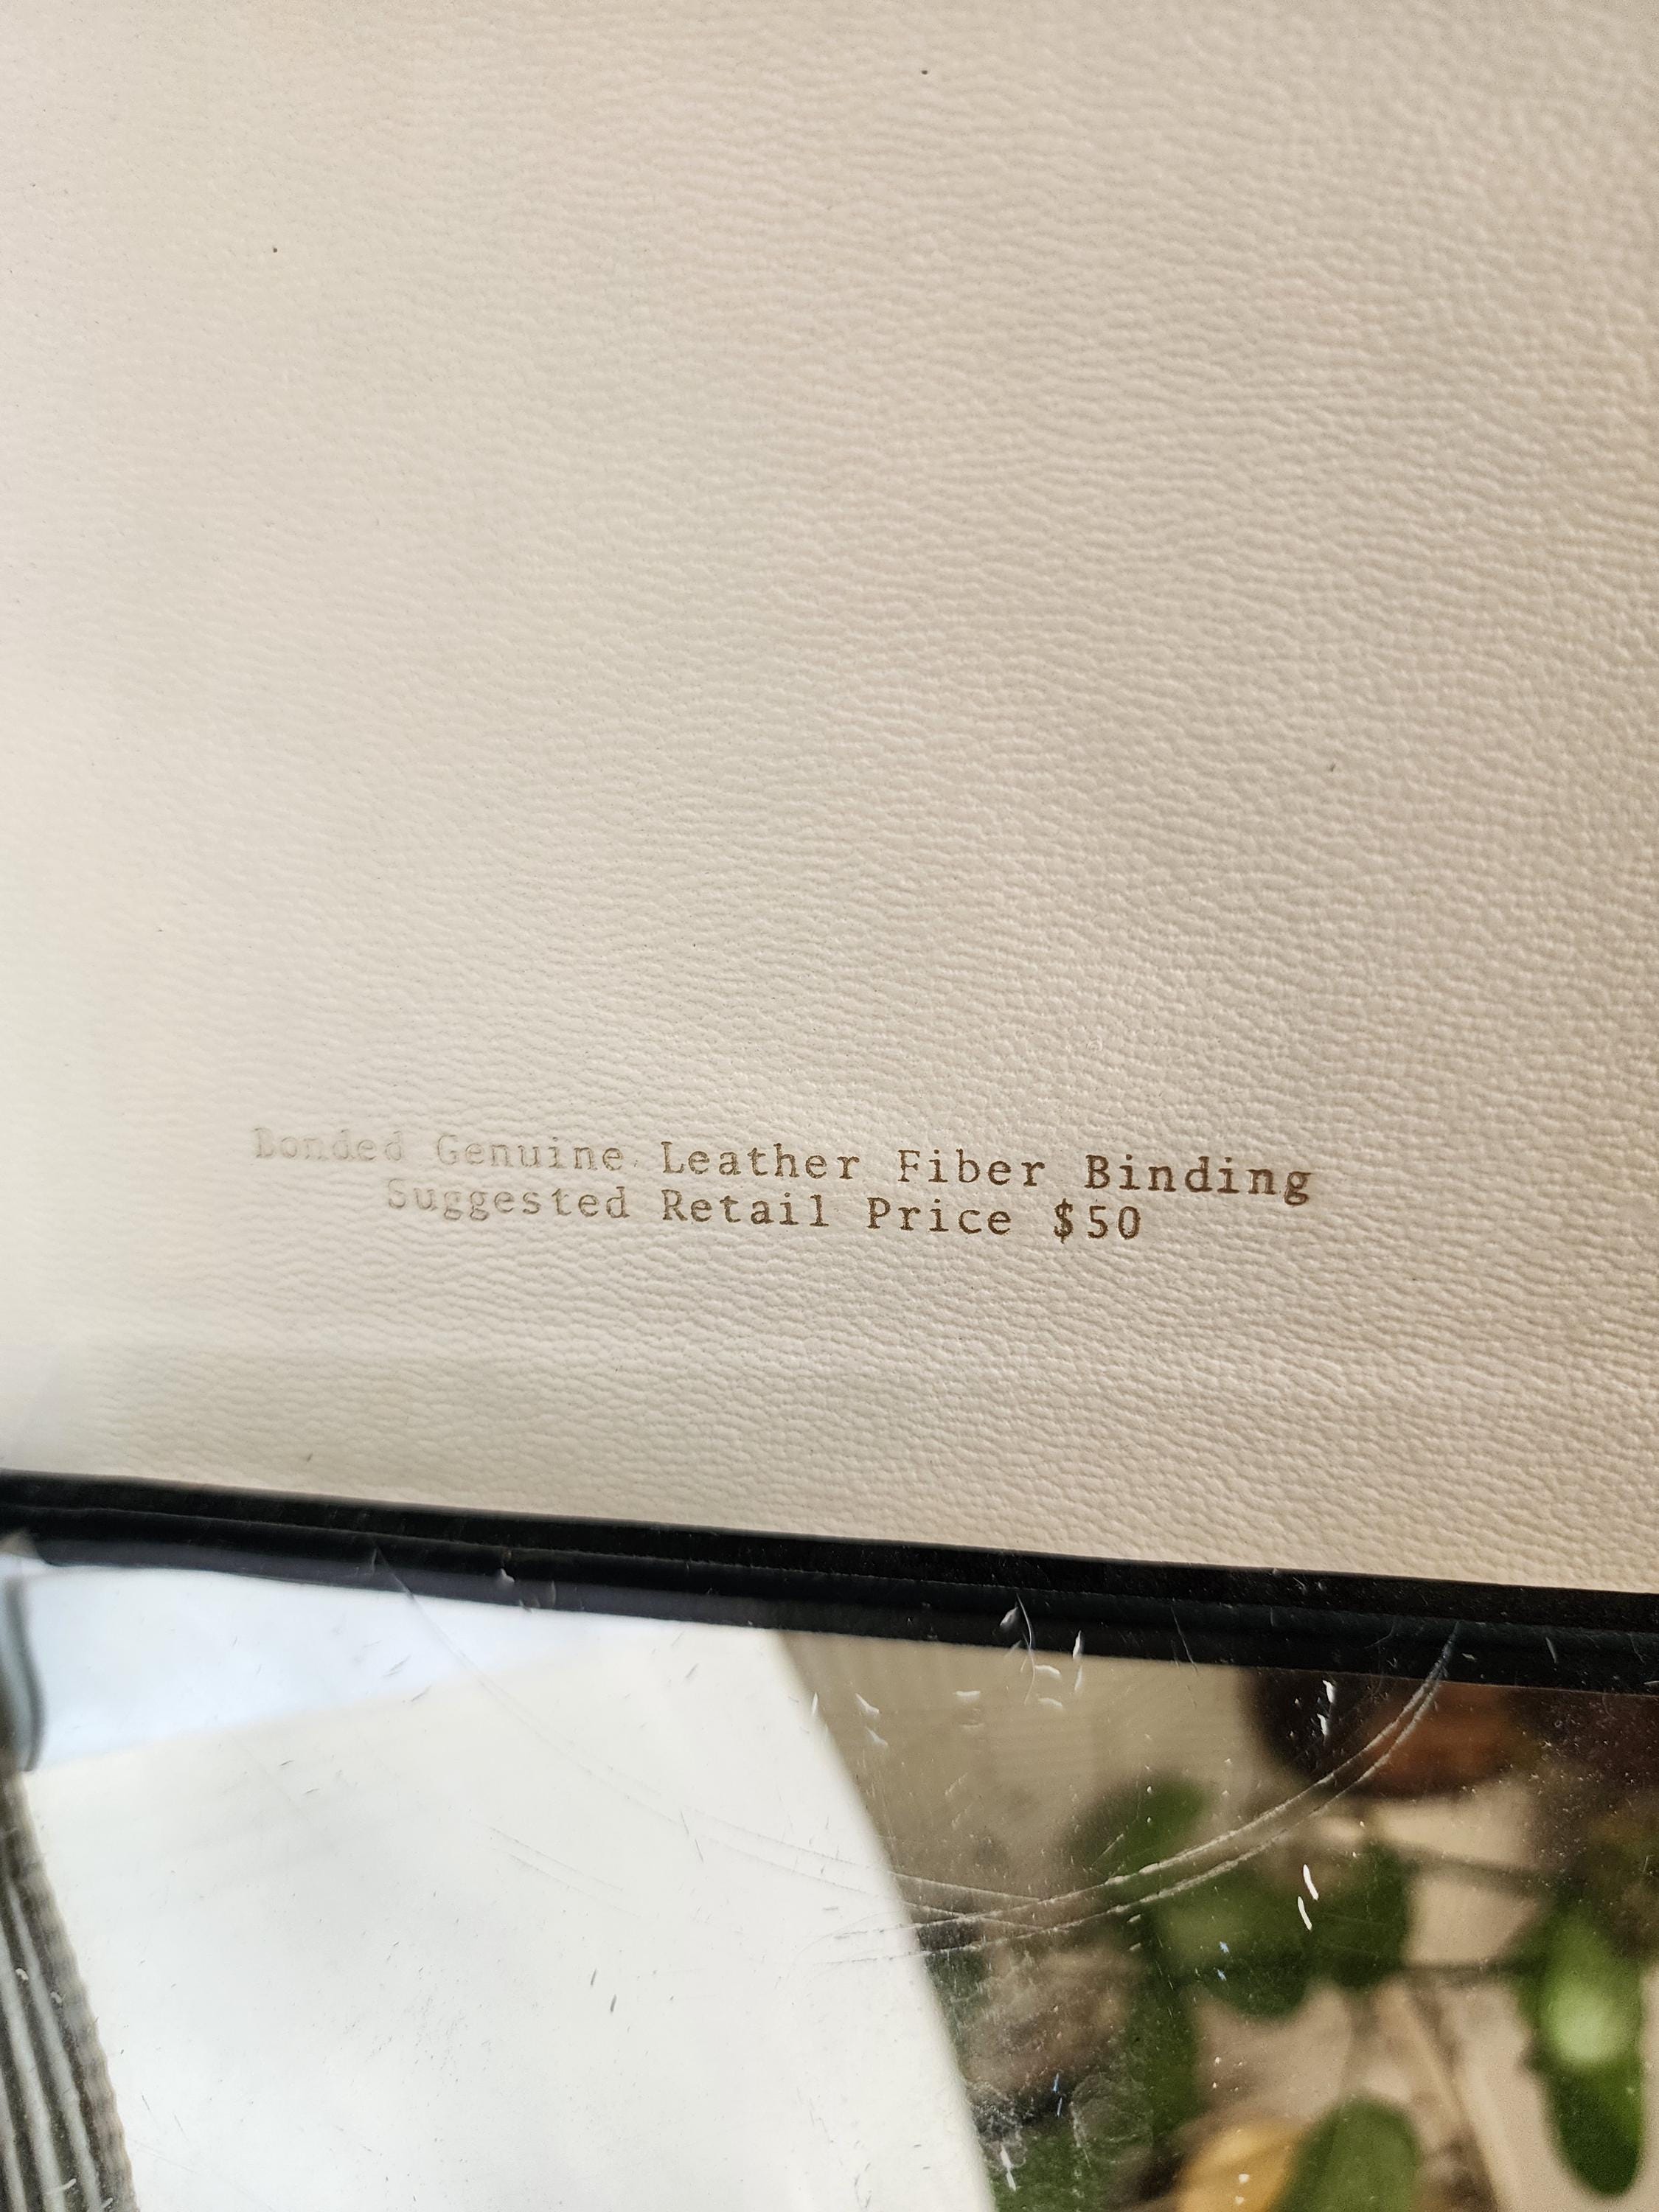 Bonded Genuine Leather Fiber Binding
Suggested Retail Price $50